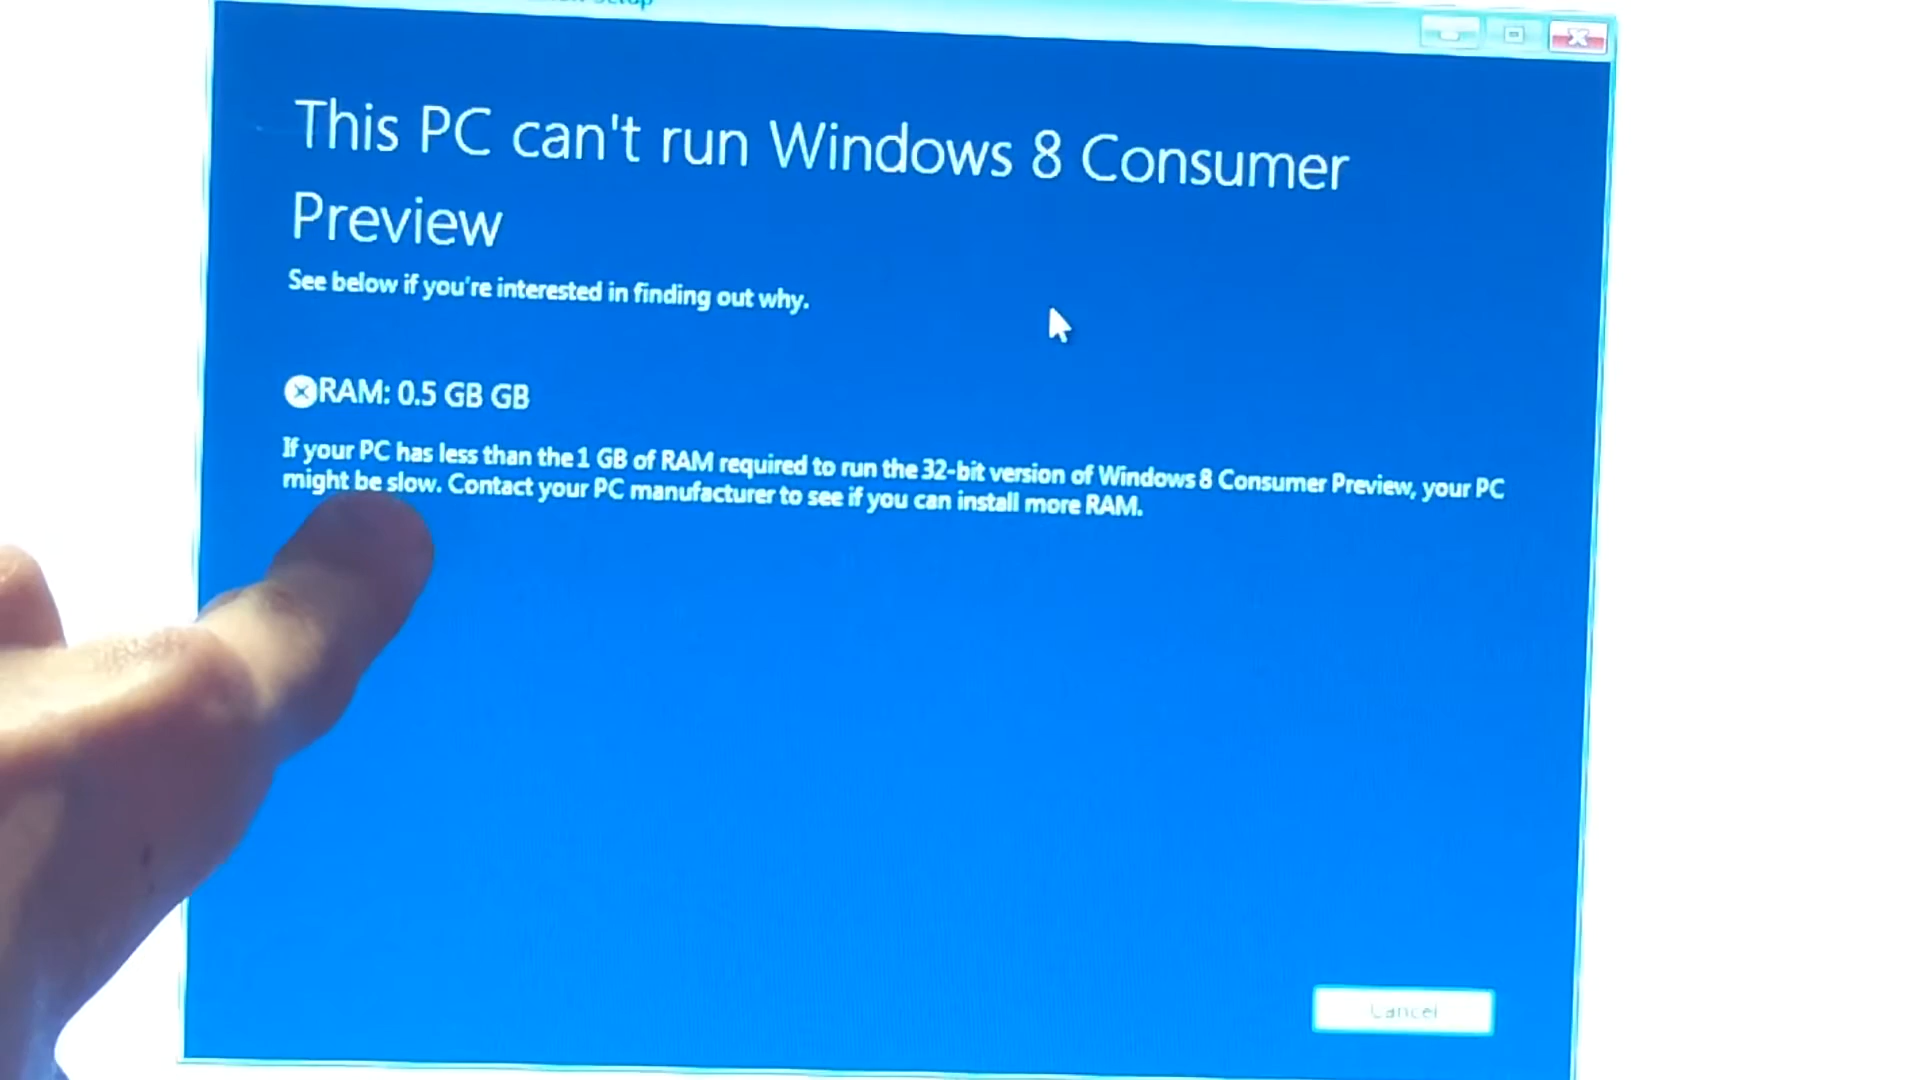 This PC can't run Windows 8 Consumer
Preview
See below if you're interested in finding out why.
RAM: 0.5 GB GB
If your PC has less than the 1 GB of RAM required to run the 32-bit version of Windows 8 Consumer Preview, your PC
might be slow. Contact your PC manufacturer to see if you can install more RAM.
Cancel